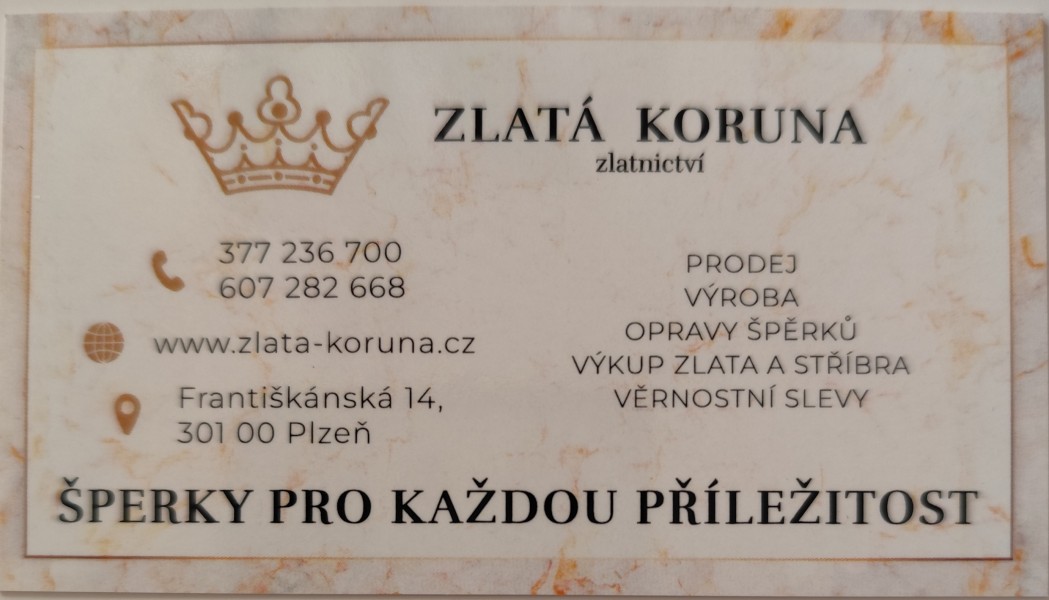 ZLATÁ KORUNA
zlatnictví
377 236 700
607 282 668
www.zlata-koruna.cz
Františkánská 14,
301 00 Plzeň
PRODEJ
VÝROBA
OPRAVY ŠPĚRKŮ
VÝKUP ZLATA A STŘÍBRA
VĚRNOSTNÍ SLEVY
ŠPERKY PRO KAŽDOU PŘÍLEŽITOST